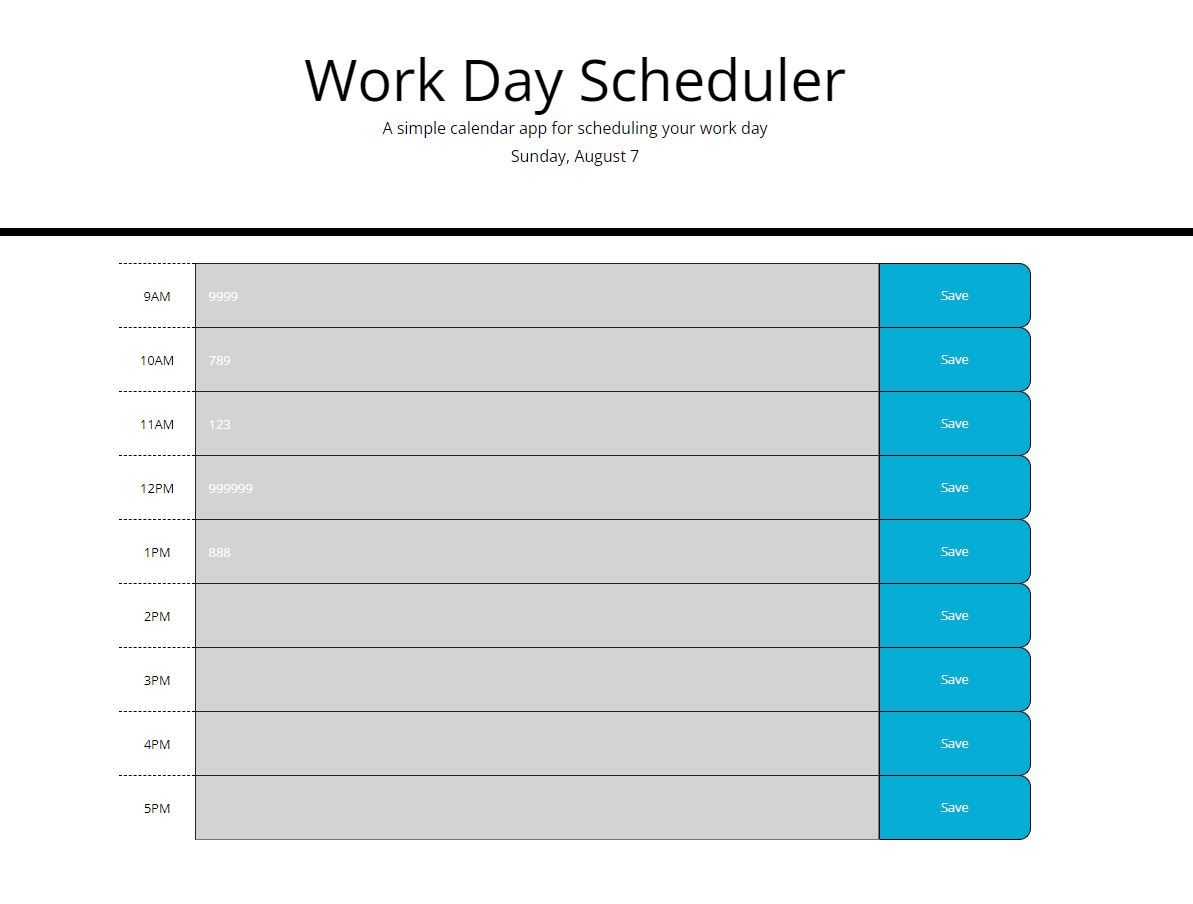 Work Day Scheduler
A simple calendar app for scheduling your work day
Sunday, August 7
9AM 9999 Save
10AM 789 Save
11AM 123 Save
12PM 999999 Save
1PM 888 Save
2PM Save
3PM Save
4PM Save
5PM Save